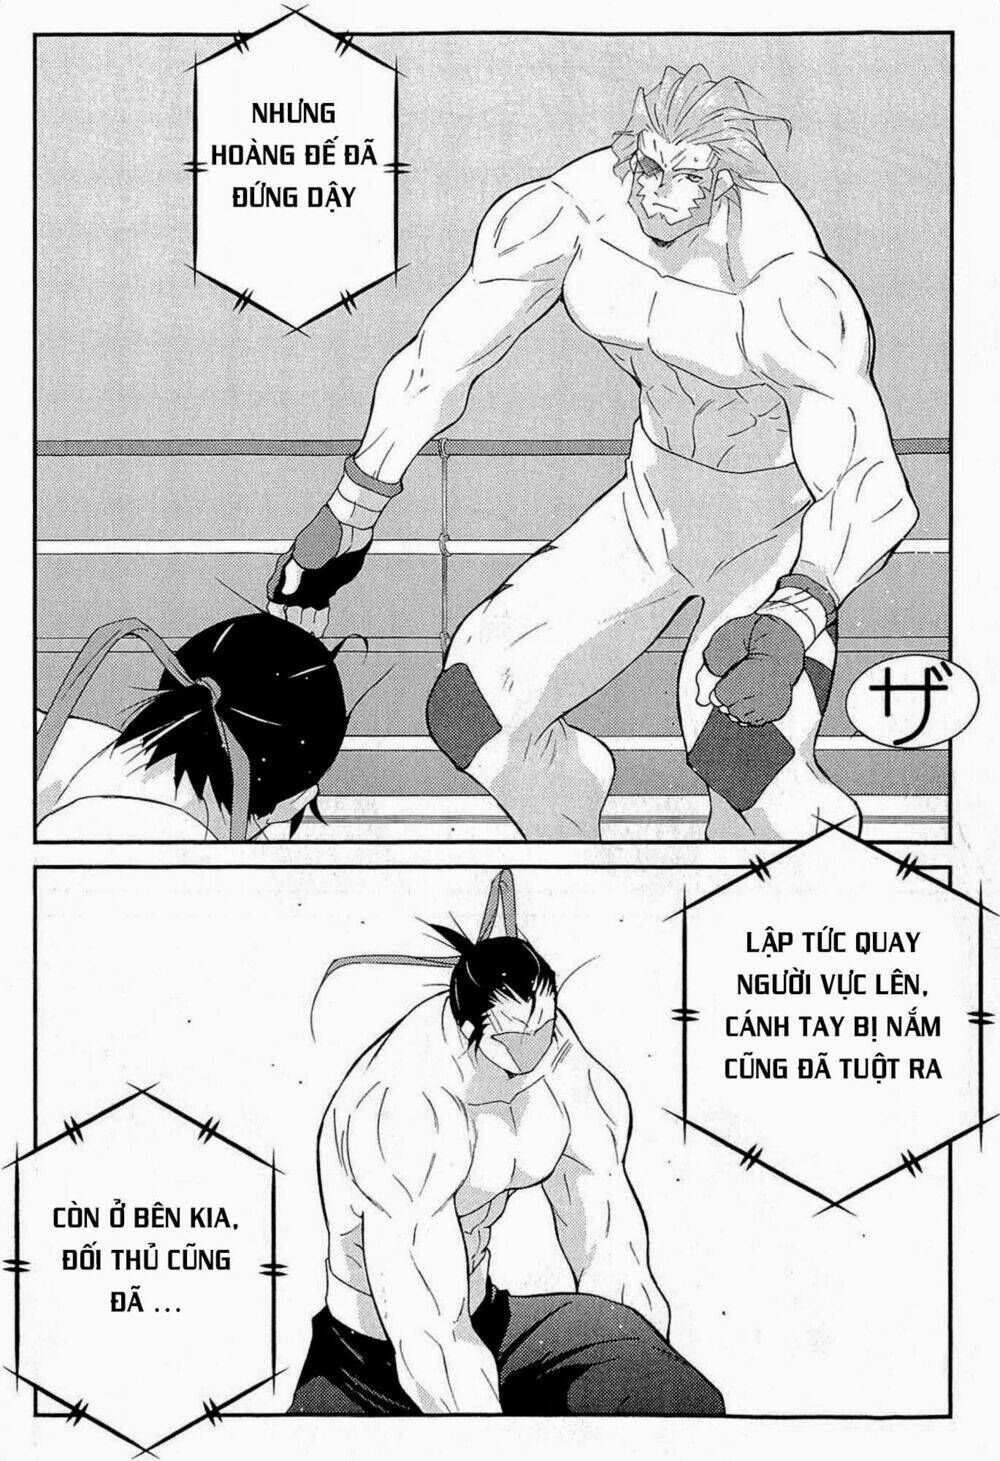 NHƯNG
HOÀNG ĐẾ ĐÃ
ĐỨNG DẬY
ザ
LẬP TỨC QUAY
NGƯỜI VỰC LÊN,
CÁNH TAY BỊ NẮM
CŨNG ĐÃ TUỘT RA
CÒN Ở BÊN KIA,
ĐỐI THỦ CŨNG
ĐÃ ...